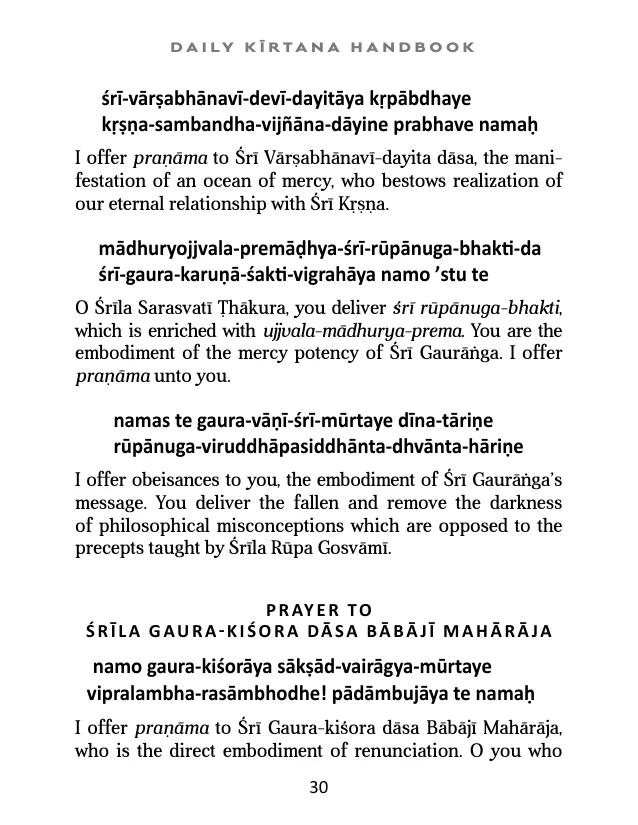 DAILY KĪRTANA HANDBOOK
śrī-vārṣabhānavī-devī-dayitāya kṛpābdhaye
kṛṣṇa-sambandha-vijñāna-dāyine prabhave namaḥ
I offer praṇāma to Śrī Vārṣabhānavī-dayita dāsa, the mani-
festation of an ocean of mercy, who bestows realization of
our eternal relationship with Śrī Kṛṣṇa.
mādhuryojjvala-premāḍhya-śrī-rūpānuga-bhakti-da
śrī-gaura-karuṇā-śakti-vigrahāya namo ’stu te
O Śrīla Sarasvatī Ṭhākura, you deliver śrī rūpānuga-bhakti,
which is enriched with ujjvala-mādhurya-prema. You are the
embodiment of the mercy potency of Śrī Gaurāṅga. I offer
praṇāma unto you.
namas te gaura-vāṇī-śrī-mūrtaye dīna-tāriṇe
rūpānuga-viruddhāpasiddhānta-dhvānta-hāriṇe
I offer obeisances to you, the embodiment of Śrī Gaurāṅga’s
message. You deliver the fallen and remove the darkness
of philosophical misconceptions which are opposed to the
precepts taught by Śrīla Rūpa Gosvāmī.
PRAYER TO
ŚRĪLA GAURA-KIŚORA DĀSA BĀBĀJĪ MAHĀRĀJA
namo gaura-kiśorāya sākṣād-vairāgya-mūrtaye
vipralambha-rasāmbhodhe! pādāmbujāya te namaḥ
I offer praṇāma to Śrī Gaura-kiśora dāsa Bābājī Mahārāja,
who is the direct embodiment of renunciation. O you who
30